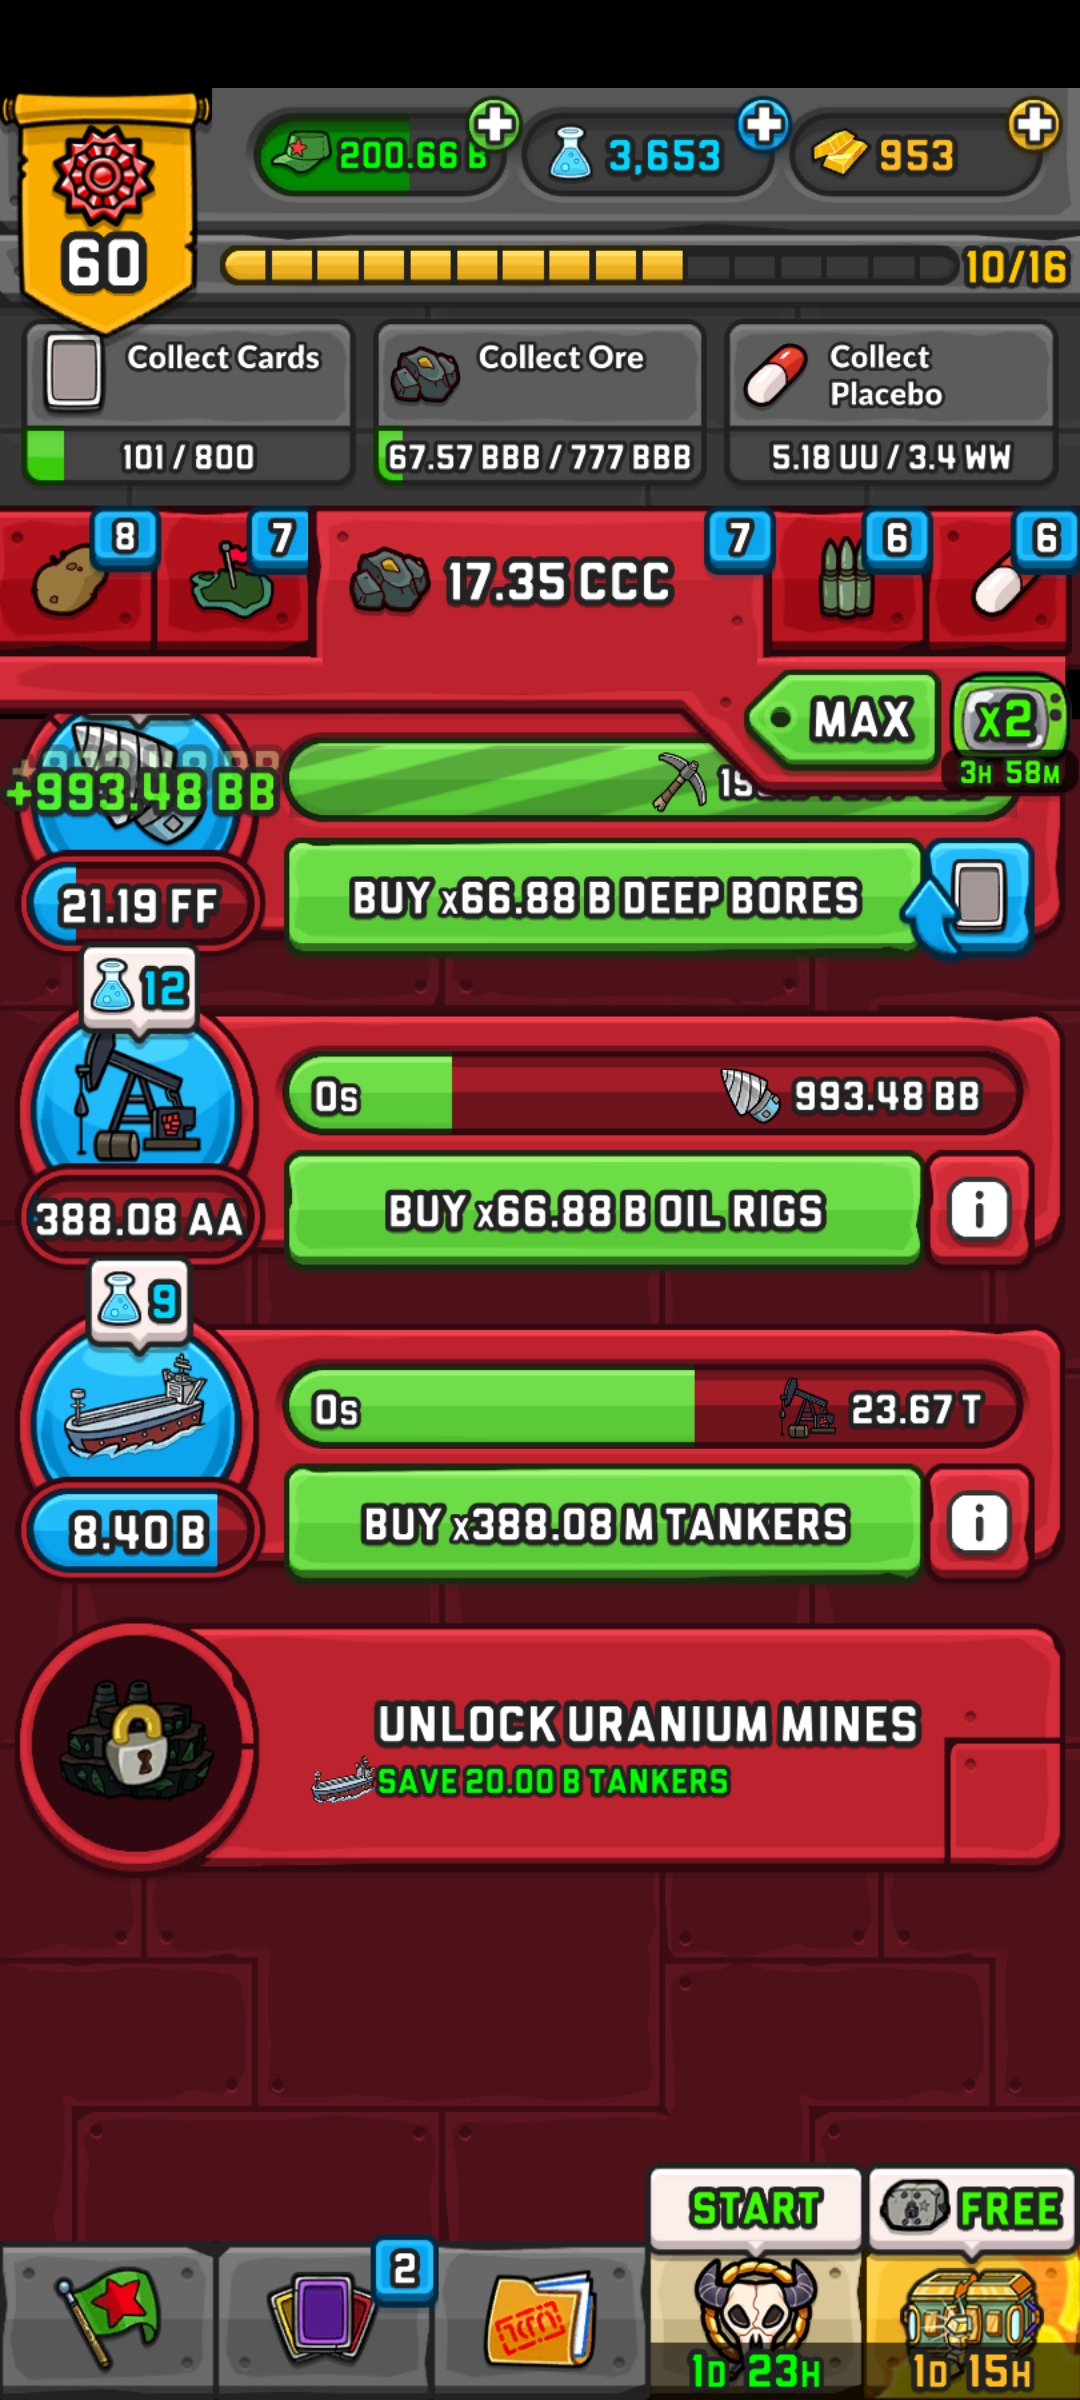 200.66 B
3,653
953
60
10/16
Collect Cards
101 / 800
Collect Ore
67.57 BBB / 777 BBB
Collect
Placebo
5.18 UU / 3.4 WW
8
7
17.35 CCC
7
6
6
MAX
x2
3H 58M
+993.48 BB
21.19 FF
BUY x66.88 B DEEP BORES
12
0s
993.48 BB
388.08 AA
BUY x66.88 B OIL RIGS
i
9
0s
23.67 T
8.40 B
BUY x388.08 M TANKERS
i
UNLOCK URANIUM MINES
SAVE 20.00 B TANKERS
START
FREE
2
1D 23H
1D 15H